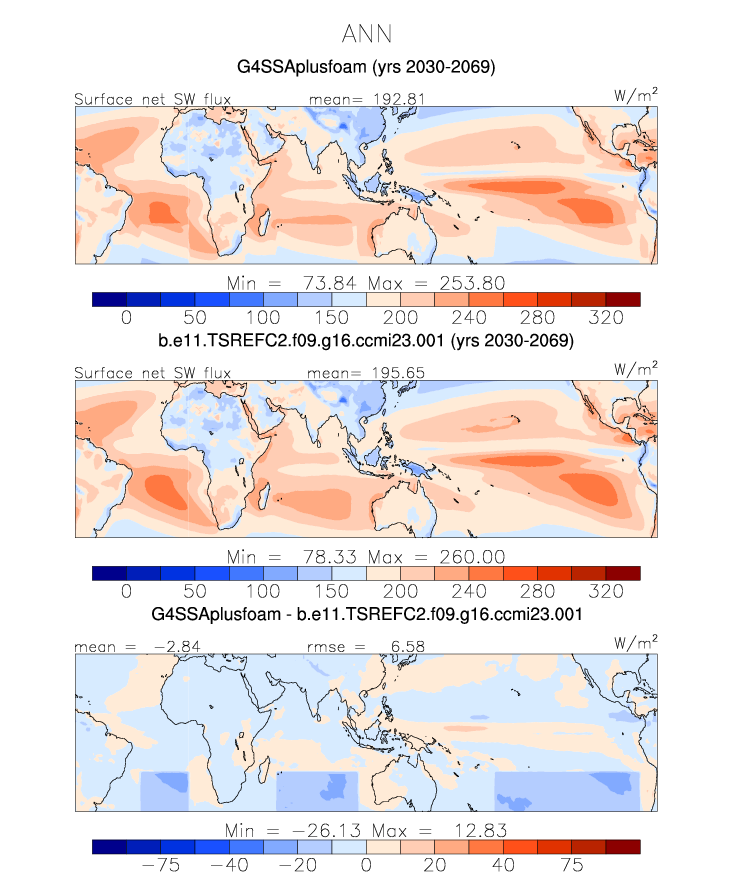 ANN
G4SSAplusfoam (yrs 2030-2069)
Surface net SW flux mean= 192.81 W/m²
Min = 73.84 Max = 253.80
0 50 100 150 200 240 280 320
b.e11.TSREFC2.f09.g16.ccmi23.001 (yrs 2030-2069)
Surface net SW flux mean= 195.65 W/m²
Min = 78.33 Max = 260.00
0 50 100 150 200 240 280 320
G4SSAplusfoam - b.e11.TSREFC2.f09.g16.ccmi23.001
mean = -2.84 rmse = 6.58 W/m²
Min = -26.13 Max = 12.83
-75 -40 -20 0 20 40 75